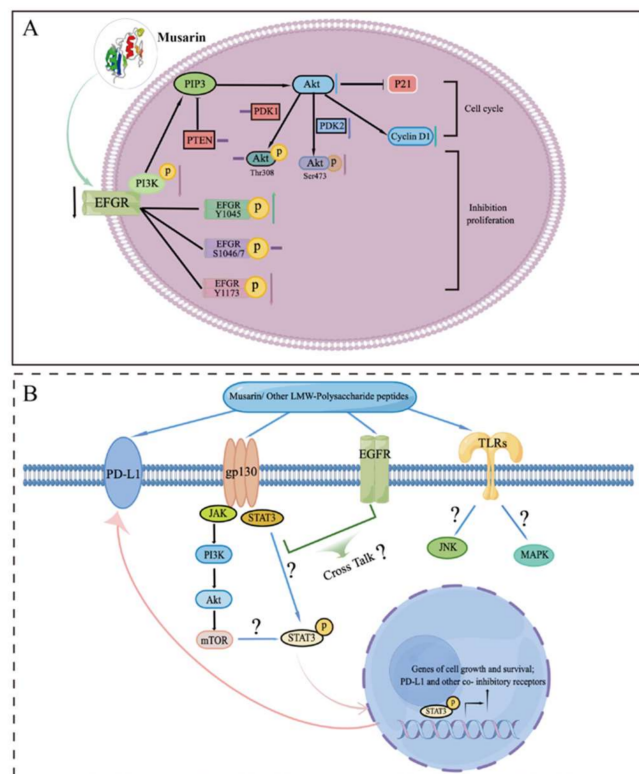 A
Musarin
PIP3
Akt
P21
PDK1
PDK2
Cell cycle
PTEN
Cyclin D1
Akt
P
Thr308
Akt
P
Ser473
PI3K
P
EFGR
EFGR
Y1045
P
EFGR
S1046/7
P
EFGR
Y1173
P
Inhibition
proliferation
B
Musarin/ Other LMW-Polysaccharide peptides
PD-L1
gp130
EGFR
TLRs
JAK
STAT3
?
?
PI3K
?
Cross Talk ?
JNK
MAPK
Akt
mTOR
?
STAT3
P
Genes of cell growth and survival;
PD-L1 and other co- inhibitory receptors
STAT3
P